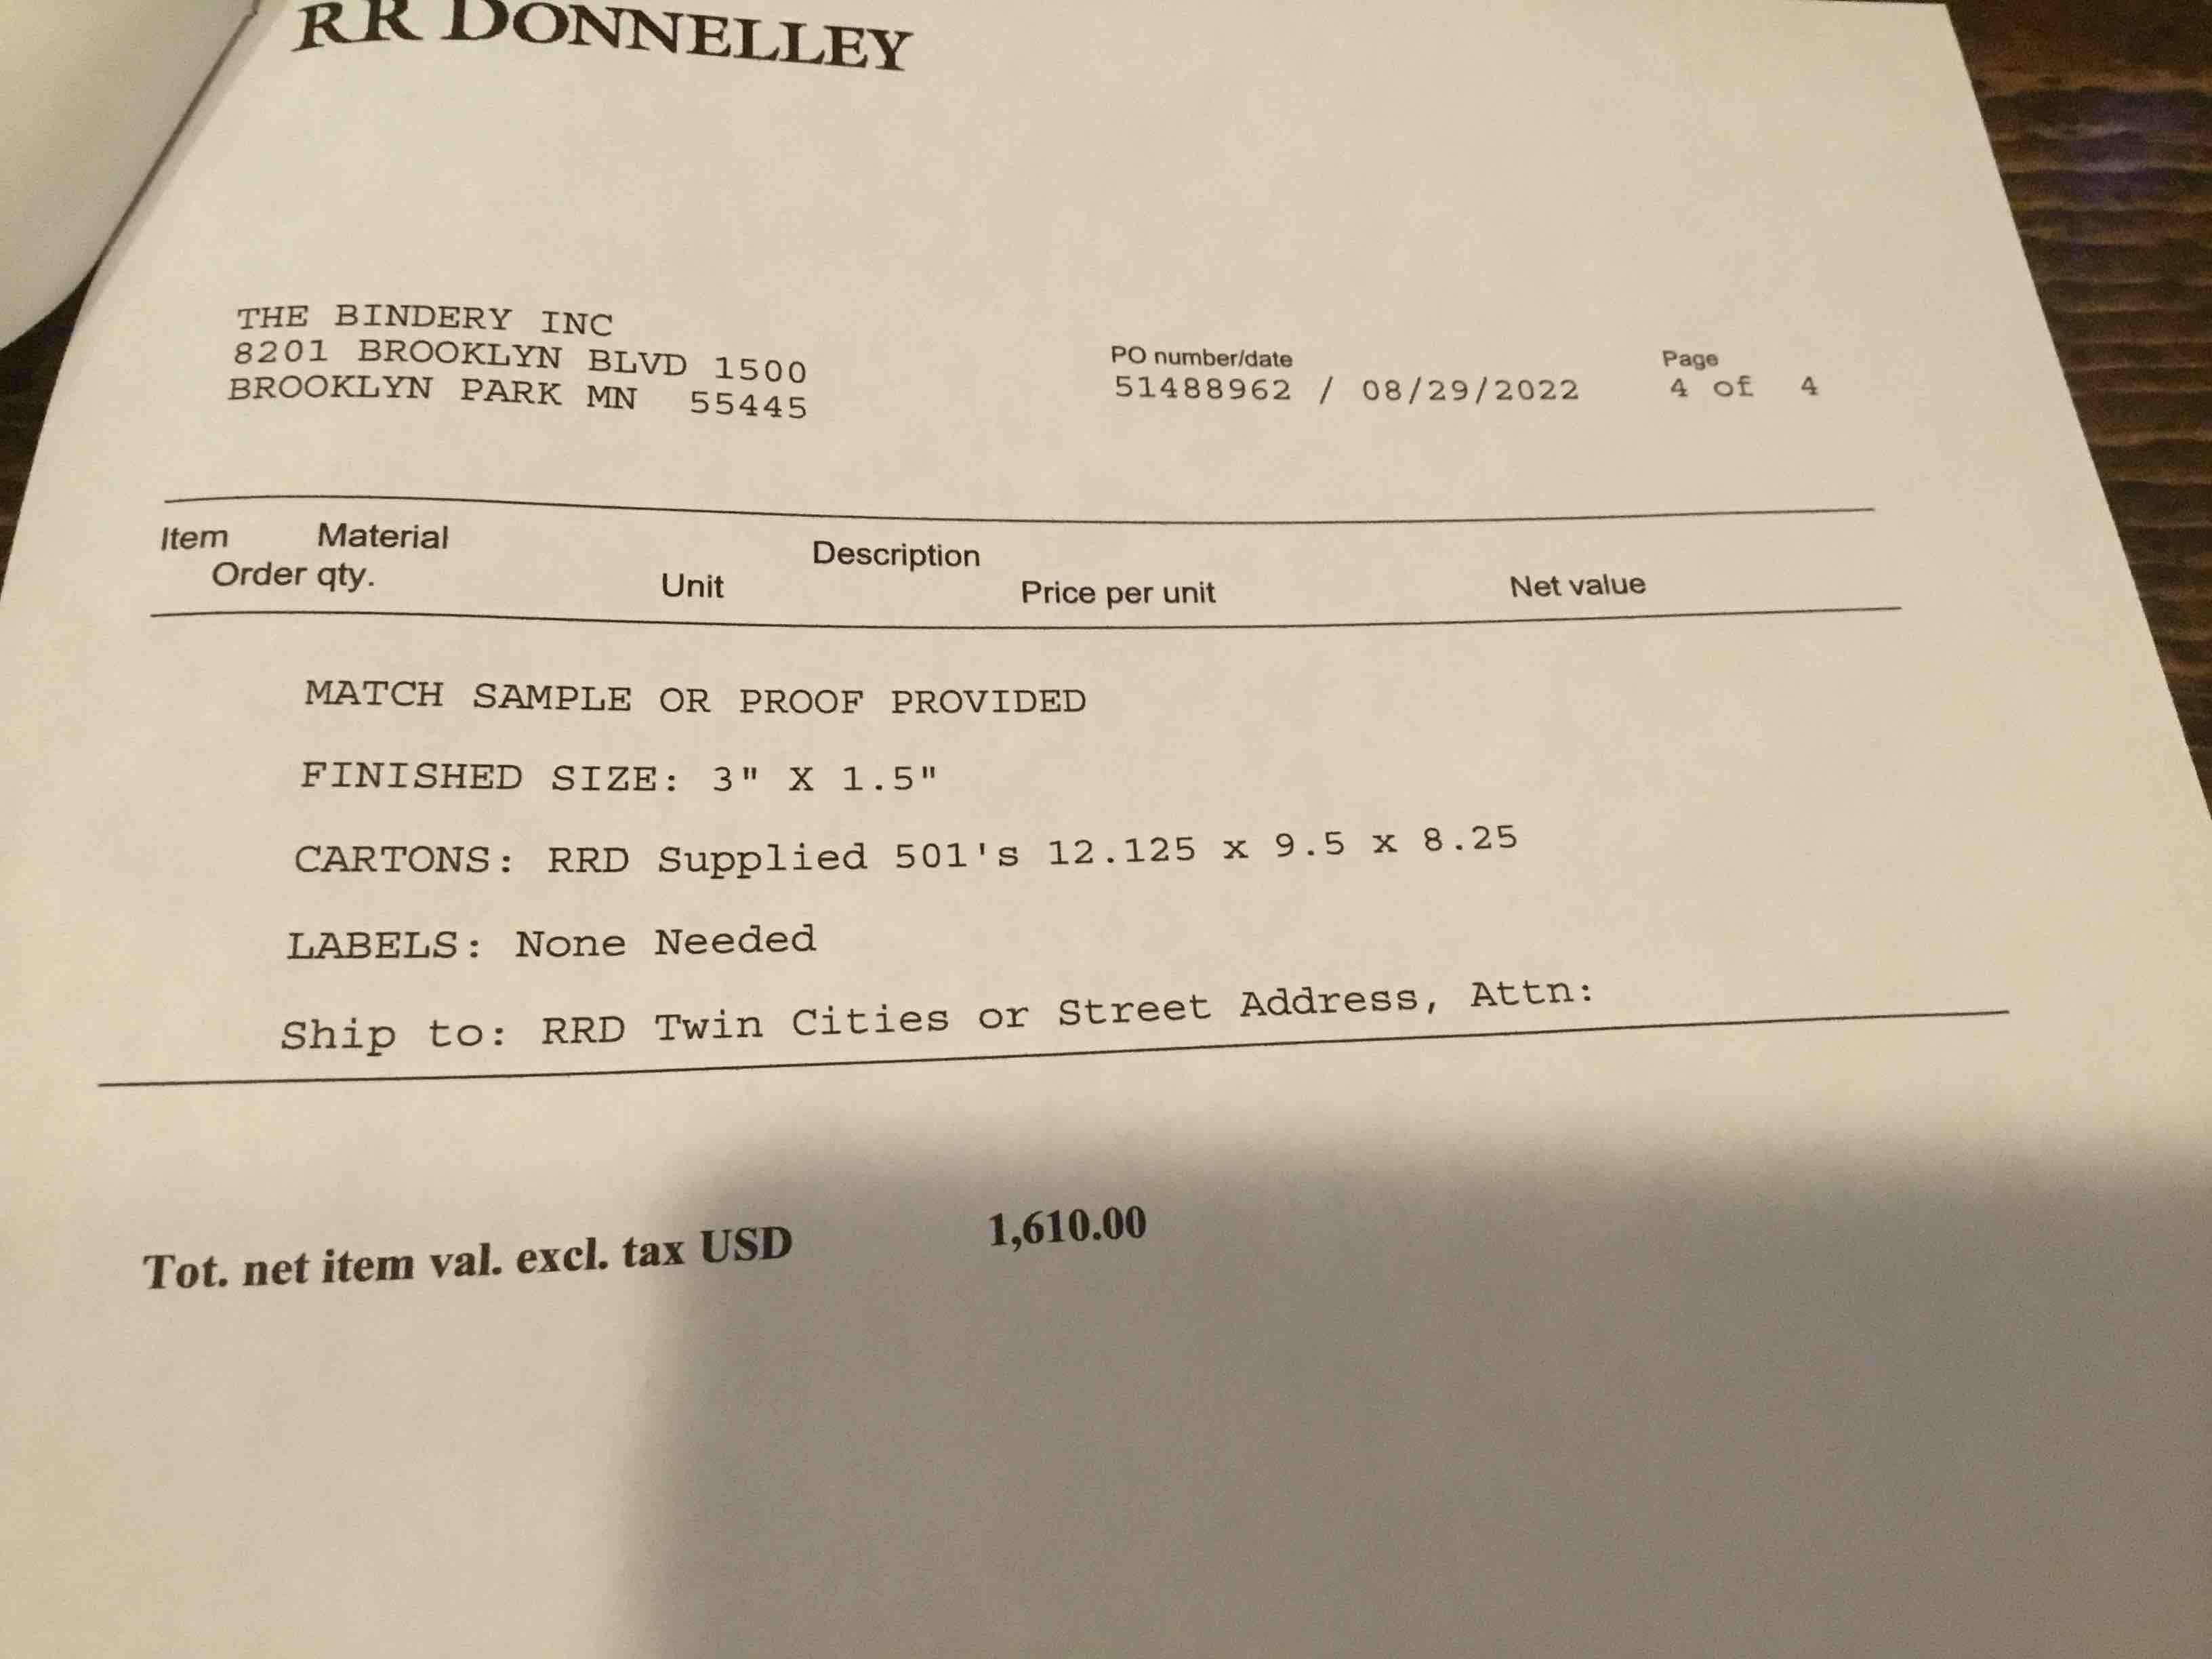 RR DONNELLEY
THE BINDERY INC
8201 BROOKLYN BLVD 1500
BROOKLYN PARK MN 55445
PO number/date
51488962 / 08/29/2022
Page
4 of 4
Item Material Description
Order qty. Unit Price per unit Net value
MATCH SAMPLE OR PROOF PROVIDED
FINISHED SIZE: 3" X 1.5"
CARTONS: RRD Supplied 501's 12.125 x 9.5 x 8.25
LABELS: None Needed
Ship to: RRD Twin Cities or Street Address, Attn:
Tot. net item val. excl. tax USD 1,610.00